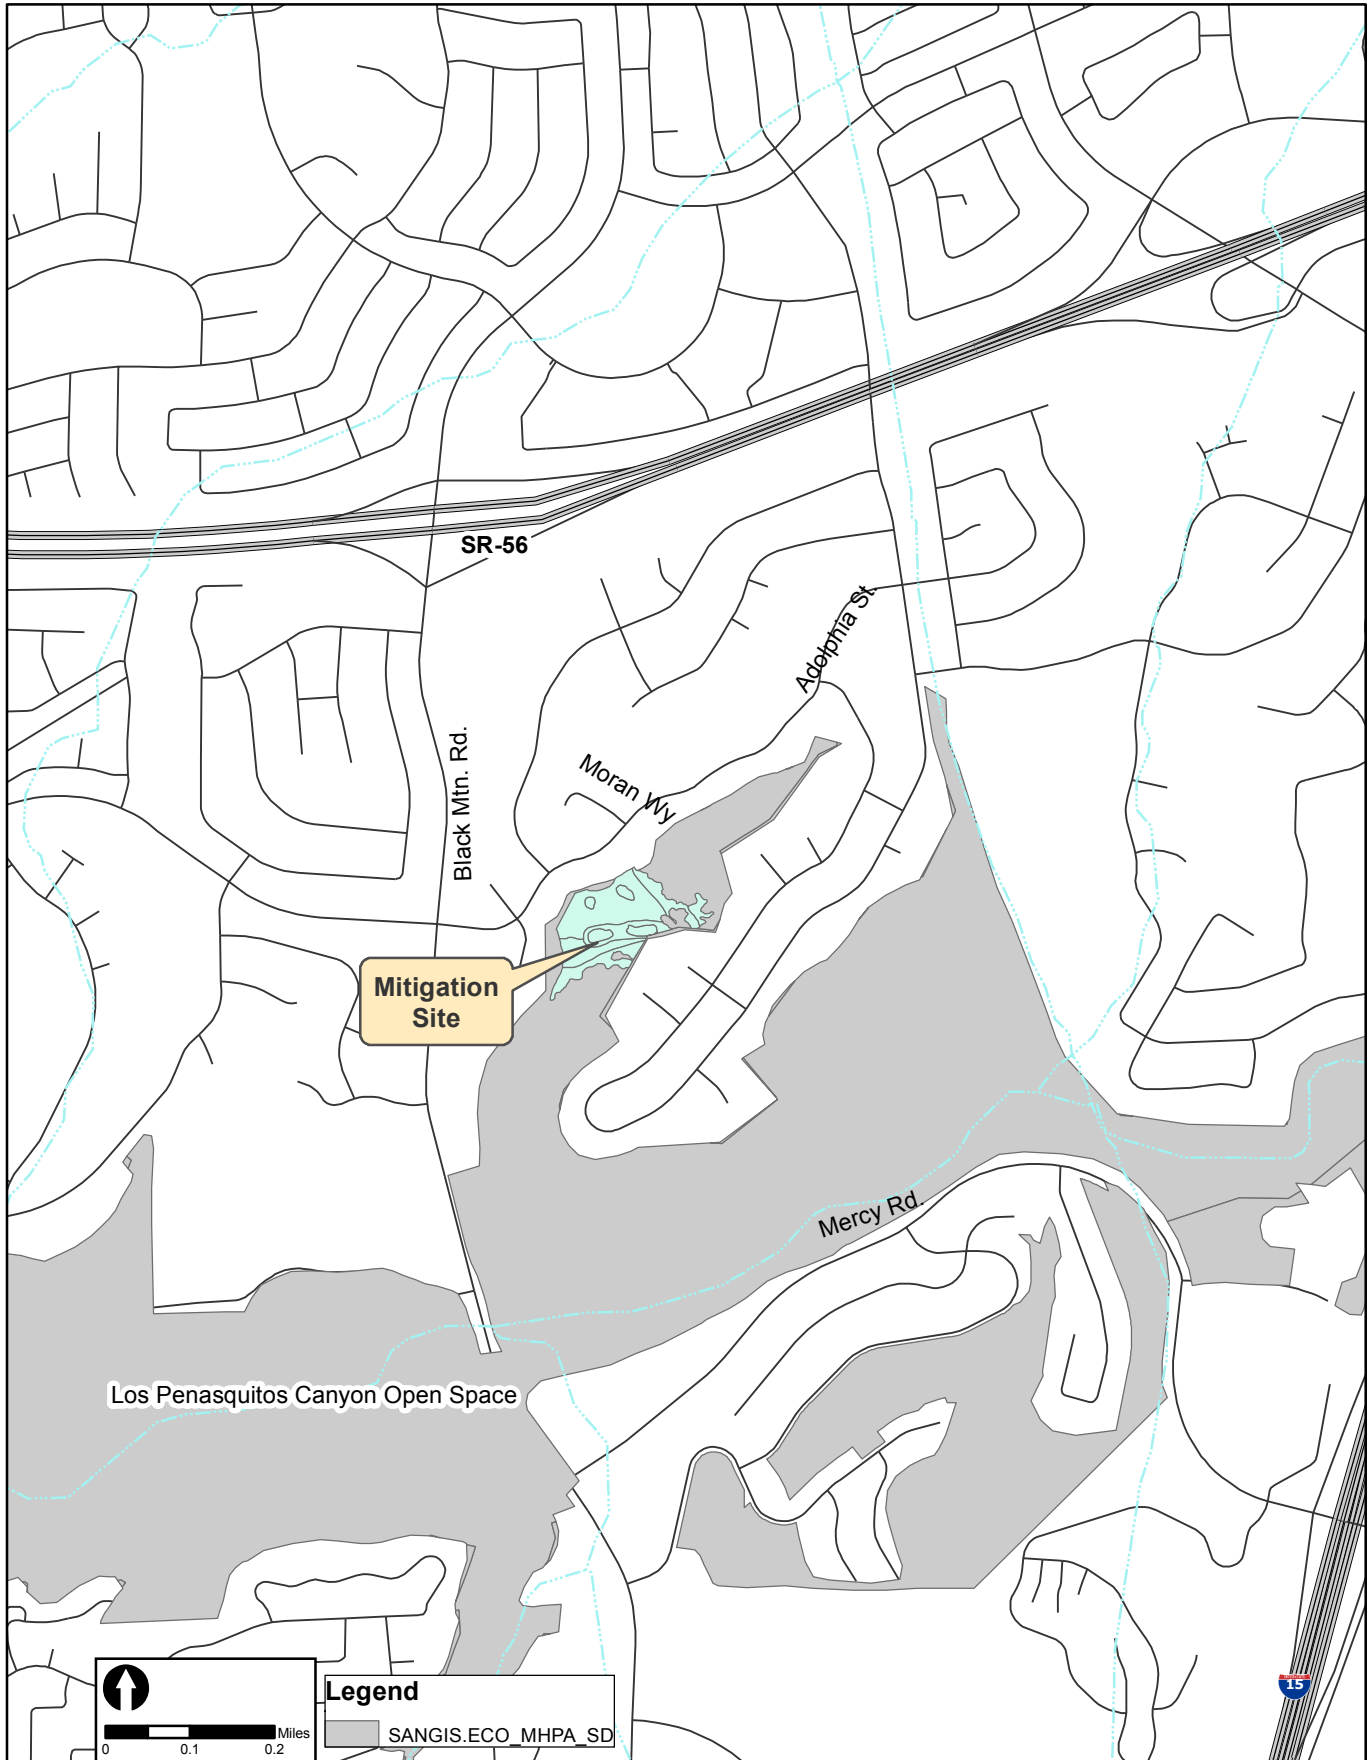 SR-56
Adolphia St.
Moran Wy
Black Mtn. Rd.
Mitigation
Site
Mercy Rd.
Los Penasquitos Canyon Open Space
15
Legend
SANGIS.ECO_MHPA_SD
Miles
0 0.1 0.2